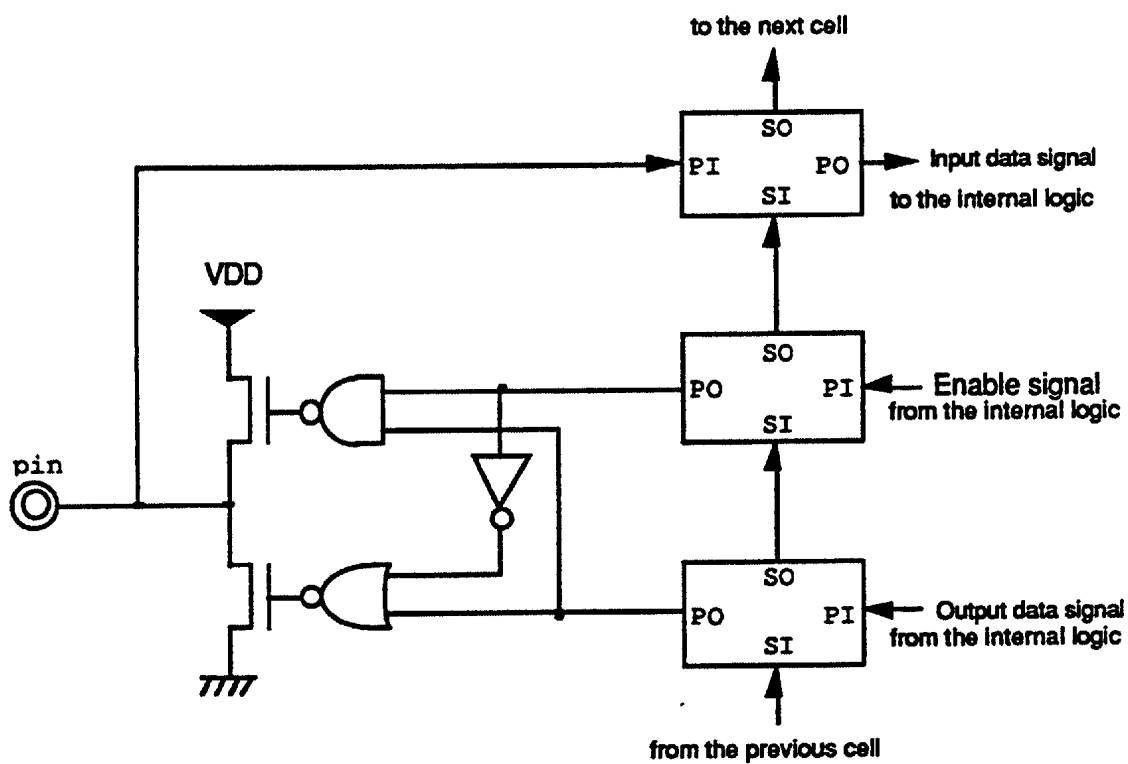 to the next cell
SO
PI
PO
SI
Input data signal
to the internal logic
VDD
SO
PO
PI
SI
Enable signal
from the internal logic
pin
SO
PO
PI
SI
Output data signal
from the internal logic
from the previous cell